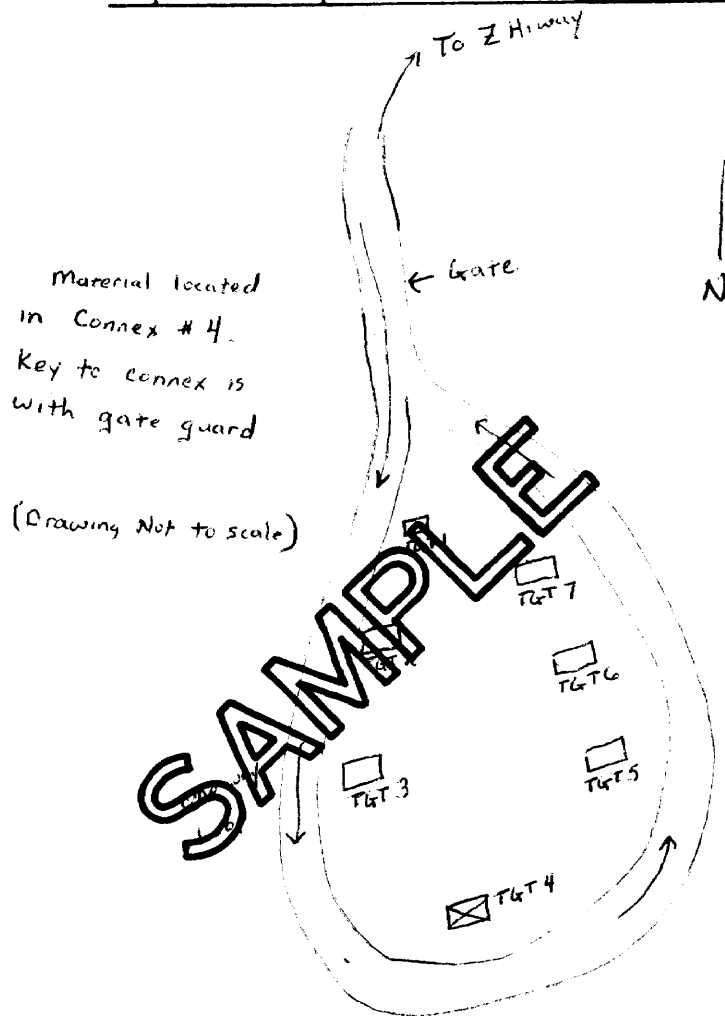 To Z Hiway
Gate
N
Material located
in Connex # 4.
Key to connex is
with gate guard
(Drawing Not to scale)
SAMPLE
TGT 7
TGT 6
TGT 5
TGT 3
TGT 4